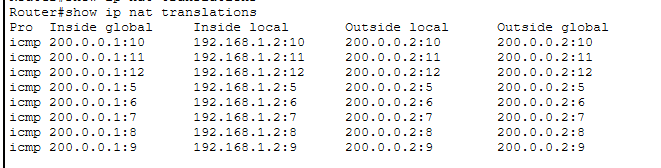 Router#show ip nat translations
Router#show ip nat translations
Pro Inside global Inside local Outside local Outside global
icmp 200.0.0.1:10 192.168.1.2:10 200.0.0.2:10 200.0.0.2:10
icmp 200.0.0.1:11 192.168.1.2:11 200.0.0.2:11 200.0.0.2:11
icmp 200.0.0.1:12 192.168.1.2:12 200.0.0.2:12 200.0.0.2:12
icmp 200.0.0.1:5 192.168.1.2:5 200.0.0.2:5 200.0.0.2:5
icmp 200.0.0.1:6 192.168.1.2:6 200.0.0.2:6 200.0.0.2:6
icmp 200.0.0.1:7 192.168.1.2:7 200.0.0.2:7 200.0.0.2:7
icmp 200.0.0.1:8 192.168.1.2:8 200.0.0.2:8 200.0.0.2:8
icmp 200.0.0.1:9 192.168.1.2:9 200.0.0.2:9 200.0.0.2:9